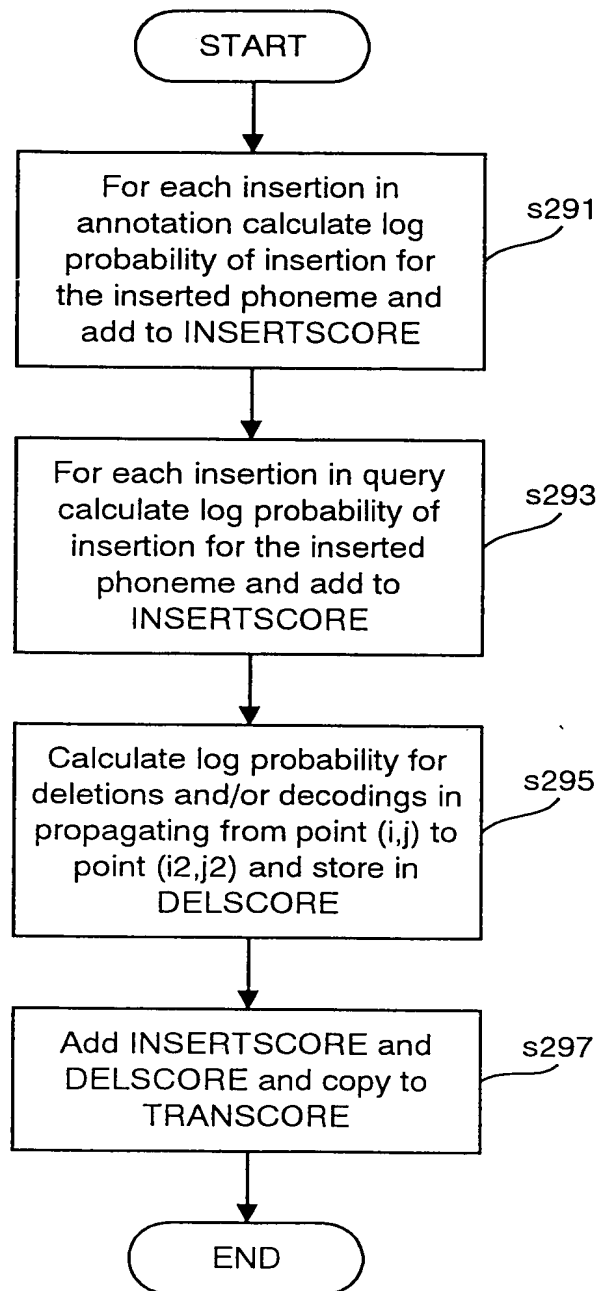 START
For each insertion in
annotation calculate log
probability of insertion for
the inserted phoneme and
add to INSERTSCORE
s291
For each insertion in query
calculate log probability of
insertion for the inserted
phoneme and add to
INSERTSCORE
s293
Calculate log probability for
deletions and/or decodings in
propagating from point (i,j) to
point (i2,j2) and store in
DELSCORE
s295
Add INSERTSCORE and
DELSCORE and copy to
TRANSCORE
s297
END